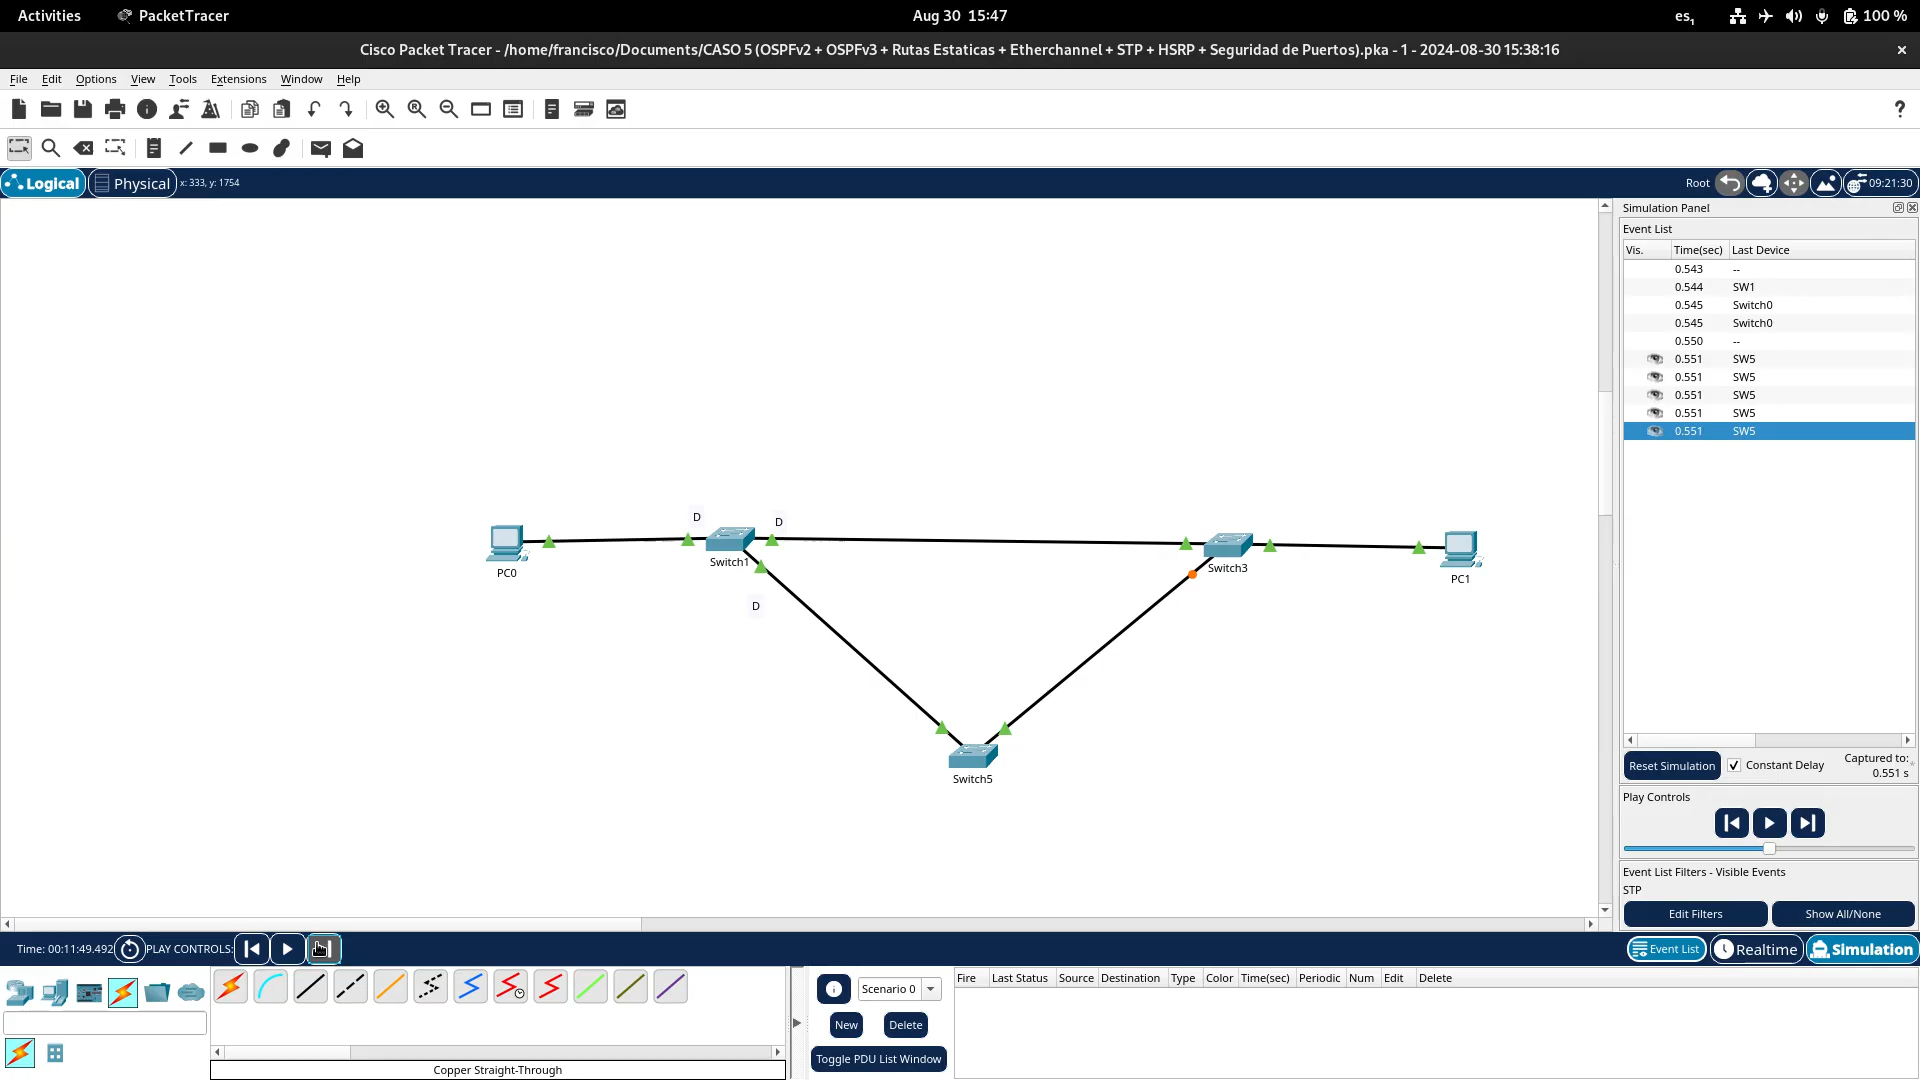 Activities PacketTracer Aug 30 15:47 es1 100 %
Cisco Packet Tracer - /home/francisco/Documents/CASO 5 (OSPFv2 + OSPFv3 + Rutas Estaticas + Etherchannel + STP + HSRP + Seguridad de Puertos).pka - 1 - 2024-08-30 15:38:16
File Edit Options View Tools Extensions Window Help
Logical Physical x: 333, y: 1754 Root 09:21:30
Simulation Panel
Event List
Vis. Time(sec) Last Device
0.543 --
0.544 SW1
0.545 Switch0
0.545 Switch0
0.550 --
0.551 SW5
0.551 SW5
0.551 SW5
0.551 SW5
0.551 SW5
D D
Switch1
PC0
Switch3
PC1
D
Switch5
Reset Simulation Constant Delay Captured to:
0.551 s
Play Controls
Event List Filters - Visible Events
STP
Edit Filters Show All/None
Time: 00:11:49.492 PLAY CONTROLS: Event List Realtime Simulation
Scenario 0
New Delete
Toggle PDU List Window
Fire Last Status Source Destination Type Color Time(sec) Periodic Num Edit Delete
Copper Straight-Through